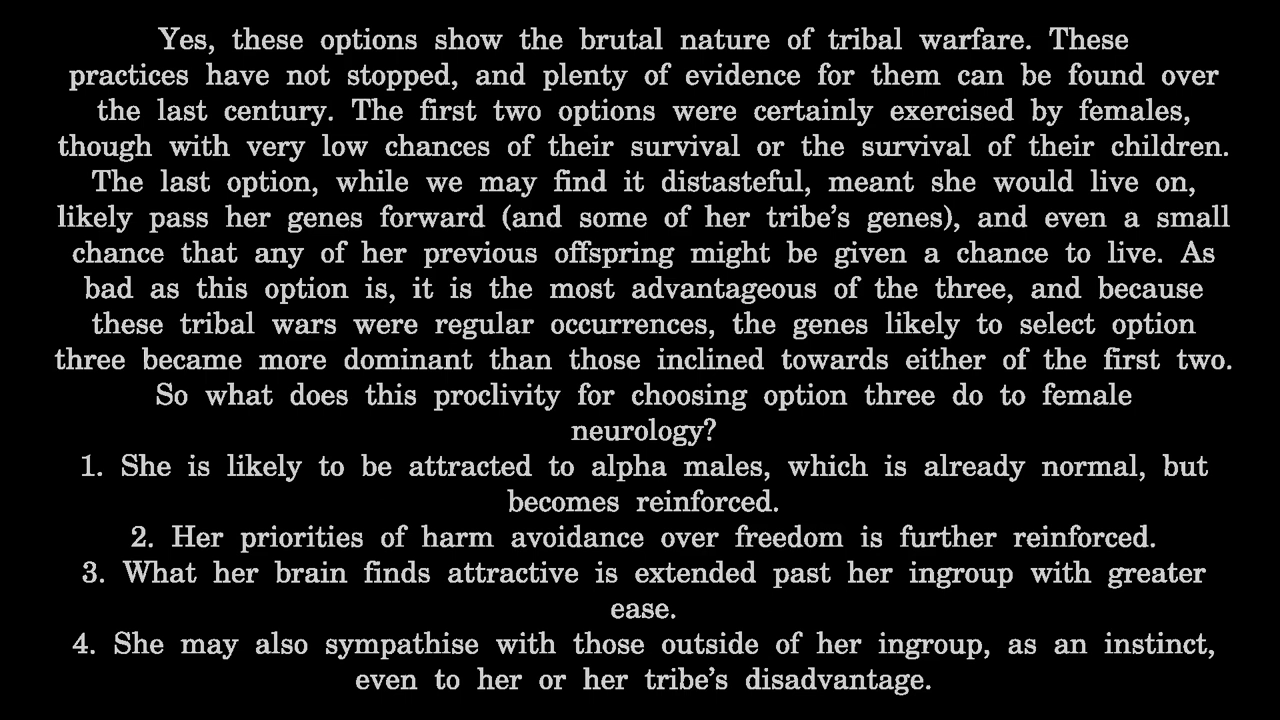 Yes, these options show the brutal nature of tribal warfare. These
practices have not stopped, and plenty of evidence for them can be found over
the last century. The first two options were certainly exercised by females,
though with very low chances of their survival or the survival of their children.
The last option, while we may find it distasteful, meant she would live on,
likely pass her genes forward (and some of her tribe's genes), and even a small
chance that any of her previous offspring might be given a chance to live. As
bad as this option is, it is the most advantageous of the three, and because
these tribal wars were regular occurrences, the genes likely to select option
three became more dominant than those inclined towards either of the first two.
So what does this proclivity for choosing option three do to female
neurology?
1. She is likely to be attracted to alpha males, which is already normal, but
becomes reinforced.
2. Her priorities of harm avoidance over freedom is further reinforced.
3. What her brain finds attractive is extended past her ingroup with greater
ease.
4. She may also sympathise with those outside of her ingroup, as an instinct,
even to her or her tribe's disadvantage.